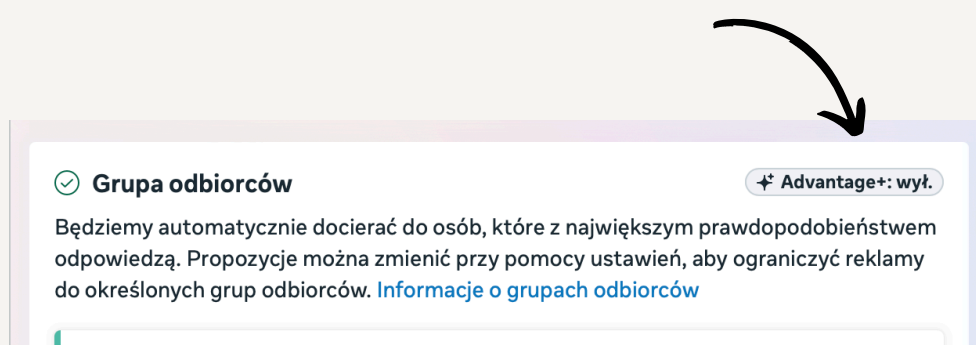 Grupa odbiorców
Advantage+: wył.
Będziemy automatycznie docierać do osób, które z największym prawdopodobieństwem
odpowiedzą. Propozycje można zmienić przy pomocy ustawień, aby ograniczyć reklamy
do określonych grup odbiorców. Informacje o grupach odbiorców